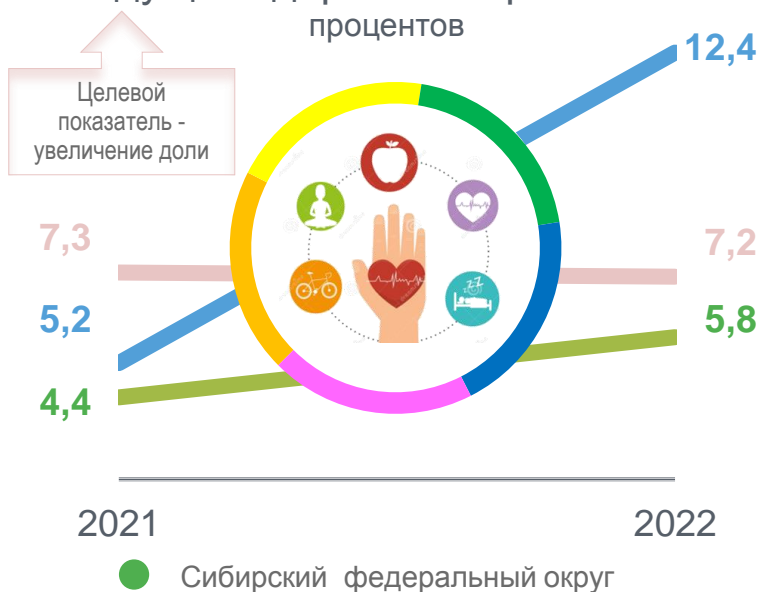 процентов
Целевой
показатель -
увеличение доли
12,4
7,3
7,2
5,2
5,8
4,4
2021
2022
Сибирский федеральный округ